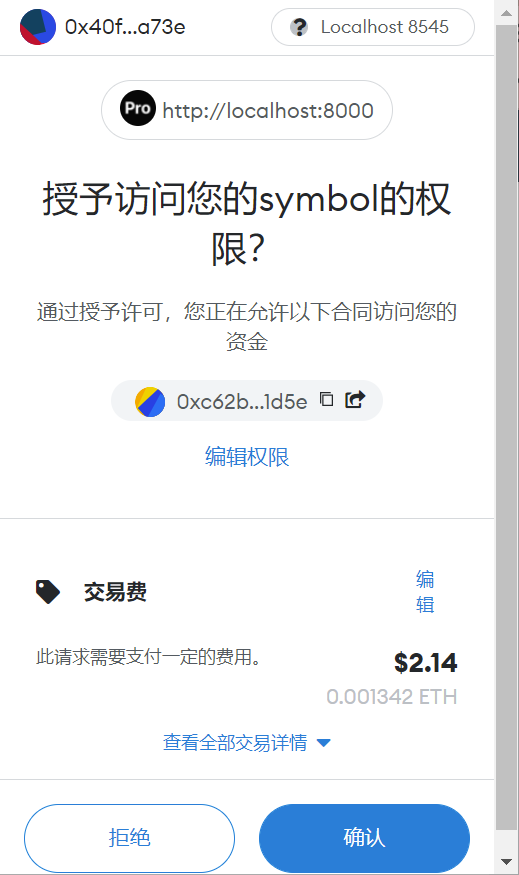 0x40f...a73e
Localhost 8545
Pro http://localhost:8000
授予访问您的symbol的权
限?
通过授予许可，您正在允许以下合同访问您的
资金
0xc62b...1d5e
编辑权限
交易费
编
辑
此请求需要支付一定的费用。
$2.14
0.001342 ETH
查看全部交易详情
拒绝
确认